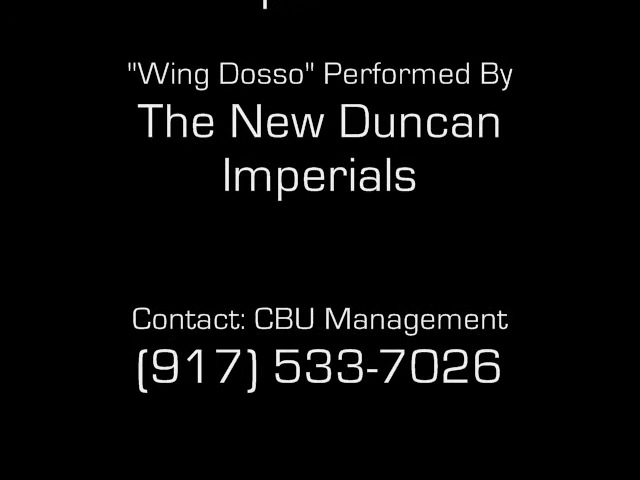 "Wing Dosso" Performed By
The New Duncan
Imperials
Contact: CBU Management
(917) 533-7026